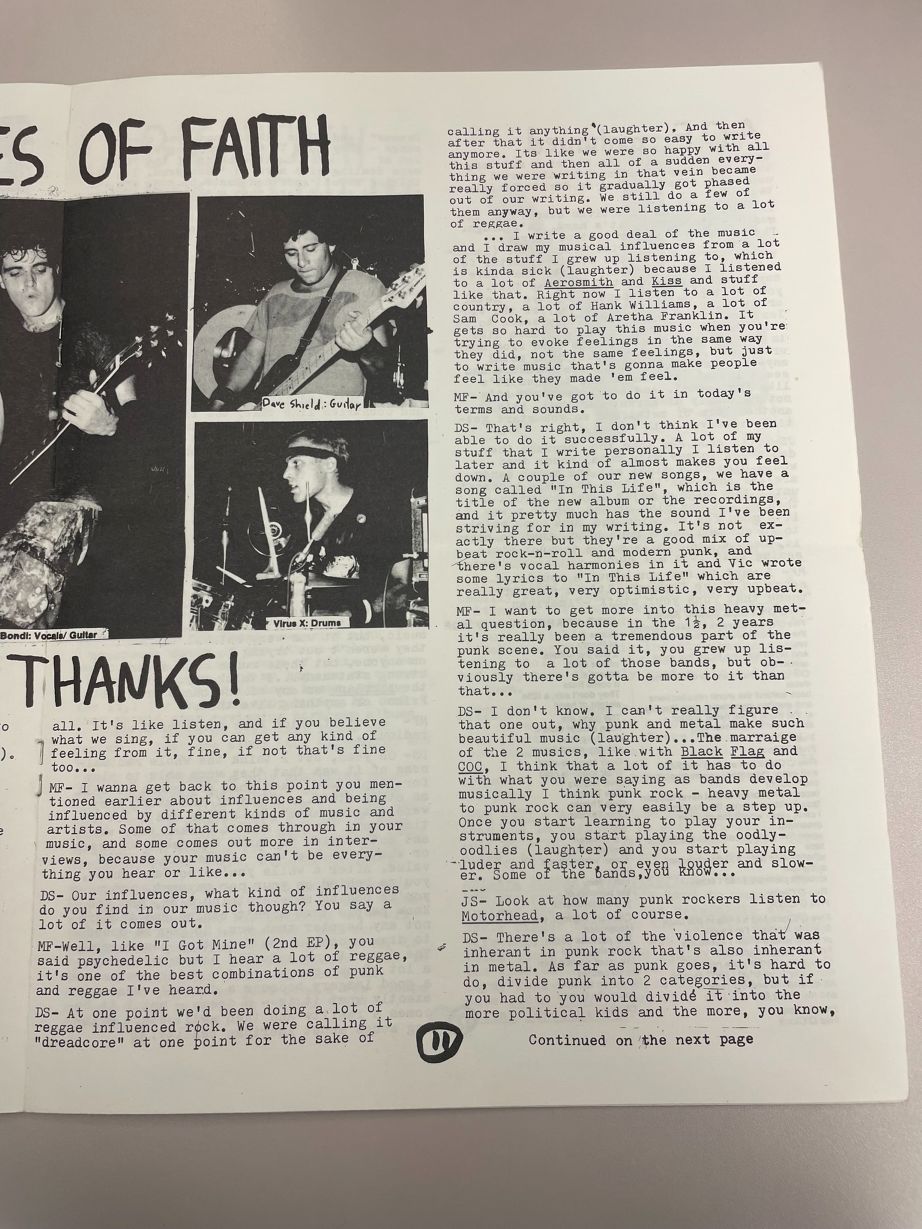 ES OF FAITH
Dave Shield: Guitar
Bondi: Vocals/ Guitar
Virus X: Drums
THANKS!
o
).
e
all. It's like listen, and if you believe
what we sing, if you can get any kind of
feeling from it, fine, if not that's fine
too...
MF- I wanna get back to this point you men-
tioned earlier about influences and being
influenced by different kinds of music and
artists. Some of that comes through in your
music, and some comes out more in inter-
views, because your music can't be every-
thing you hear or like...
DS- Our influences, what kind of influences
do you find in our music though? You say a
lot of it comes out.
MF-Well, like "I Got Mine" (2nd EP), you
said psychedelic but I hear a lot of reggae,
it's one of the best combinations of punk
and reggae I've heard.
DS- At one point we'd been doing a lot of
reggae influenced rock. We were calling it
"dreadcore" at one point for the sake of
calling it anything (laughter). And then
after that it didn't come so easy to write
anymore. Its like we were so happy with all
this stuff and then all of a sudden every-
thing we were writing in that vein became
really forced so it gradually got phased
out of our writing. We still do a few of
them anyway, but we were listening to a lot
of reggae.
... I write a good deal of the music
and I draw my musical influences from a lot
of the stuff I grew up listening to, which
is kinda sick (laughter) because I listened
to a lot of Aerosmith and Kiss and stuff
like that. Right now I listen to a lot of
country, a lot of Hank Williams, a lot of
Sam Cook, a lot of Aretha Franklin. It
gets so hard to play this music when you're
trying to evoke feelings in the same way
they did, not the same feelings, but just
to write music that's gonna make people
feel like they made 'em feel.
MF- And you've got to do it in today's
terms and sounds.
DS- That's right, I don't think I've been
able to do it successfully. A lot of my
stuff that I write personally I listen to
later and it kind of almost makes you feel
down. A couple of our new songs, we have a
song called "In This Life", which is the
title of the new album or the recordings,
and it pretty much has the sound I've been
striving for in my writing. It's not ex-
actly there but they're a good mix of up-
beat rock-n-roll and modern punk, and
there's vocal harmonies in it and Vic wrote
some lyrics to "In This Life" which are
really great, very optimistic, very upbeat.
MF- I want to get more into this heavy met-
al question, because in the 1½, 2 years
it's really been a tremendous part of the
punk scene. You said it, you grew up lis-
tening to a lot of those bands, but ob-
viously there's gotta be more to it than
that...
DS- I don't know. I can't really figure
that one out, why punk and metal make such
beautiful music (laughter)...The marraige
of the 2 musics, like with Black Flag and
COC, I think that a lot of it has to do
with what you were saying as bands develop
musically I think punk rock - heavy metal
to punk rock can very easily be a step up.
Once you start learning to play your in-
struments, you start playing the oodly-
oodlies (laughter) and you start playing
luder and faster, or even louder and slow-
er. Some of the bands,you know...
JS- Look at how many punk rockers listen to
Motorhead, a lot of course.
DS- There's a lot of the violence that was
inherant in punk rock that's also inherant
in metal. As far as punk goes, it's hard to
do, divide punk into 2 categories, but if
you had to you would divide it into the
more political kids and the more, you know,
11
Continued on the next page